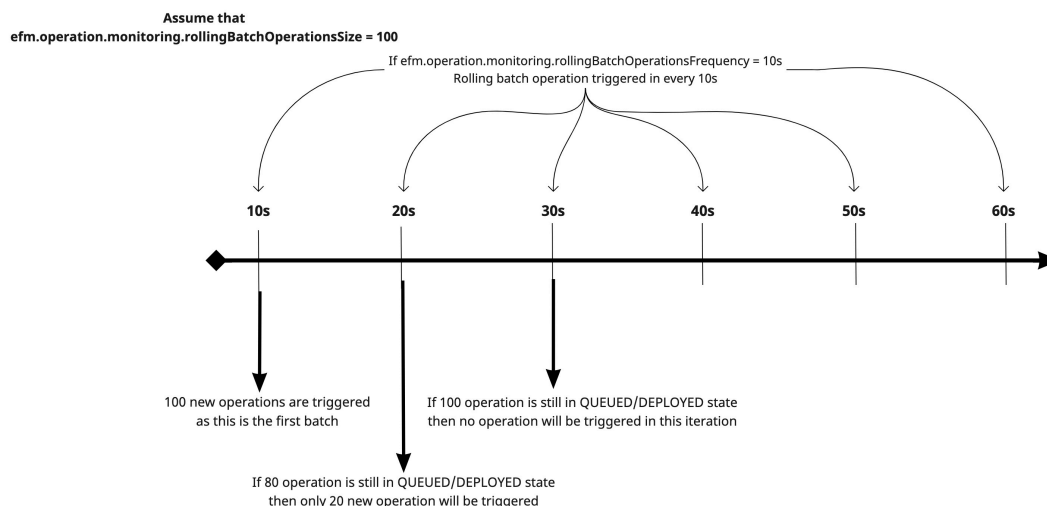 Assume that
efm.operation.monitoring.rollingBatchOperationsSize = 100
If efm.operation.monitoring.rollingBatchOperationsFrequency = 10s
Rolling batch operation triggered in every 10s
10s
20s
30s
40s
50s
60s
100 new operations are triggered
as this is the first batch
If 100 operation is still in QUEUED/DEPLOYED state
then no operation will be triggered in this iteration
If 80 operation is still in QUEUED/DEPLOYED state
then only 20 new operation will be triggered